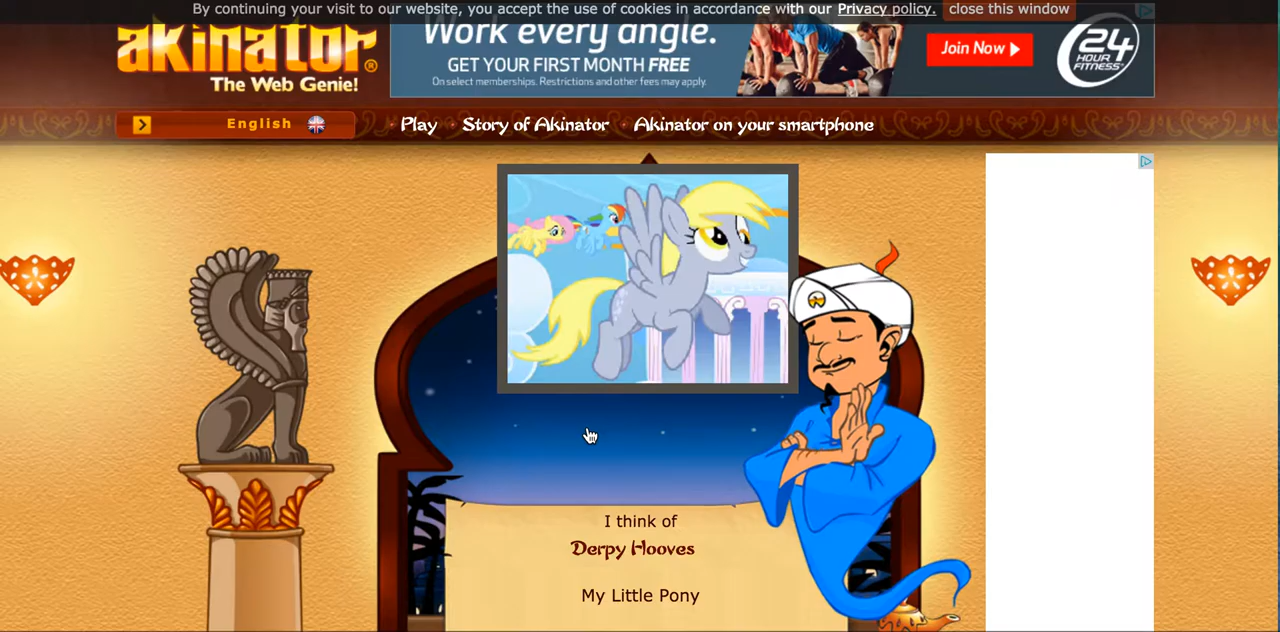 By continuing your visit to our website, you accept the use of cookies in accordance with our Privacy policy. close this window
akinator®
The Web Genie!
Work every angle.
GET YOUR FIRST MONTH FREE
On select memberships. Restrictions and other fees may apply.
Join Now
24
HOUR
FITNESS
English
Play · Story of Akinator · Akinator on your smartphone
I think of
Derpy Hooves
My Little Pony